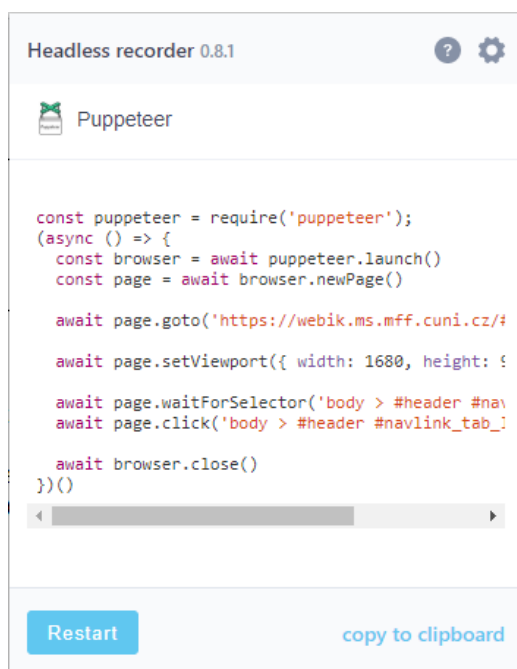 Headless recorder 0.8.1
?
Puppeteer
const puppeteer = require('puppeteer');
(async () => {
  const browser = await puppeteer.launch()
  const page = await browser.newPage()
  await page.goto('https://webik.ms.mff.cuni.cz/#
  await page.setViewport({ width: 1680, height: 9
  await page.waitForSelector('body > #header #nav
  await page.click('body > #header #navlink_tab_
  await browser.close()
})()
Restart
copy to clipboard